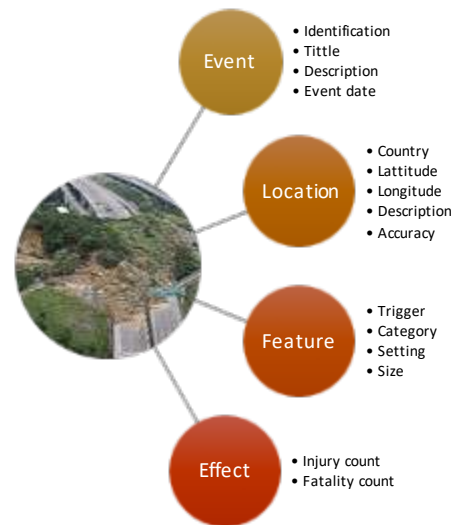 Event
• Identification
• Tittle
• Description
• Event date
Location
• Country
• Lattitude
• Longitude
• Description
• Accuracy
Feature
• Trigger
• Category
• Setting
• Size
Effect
• Injury count
• Fatality count